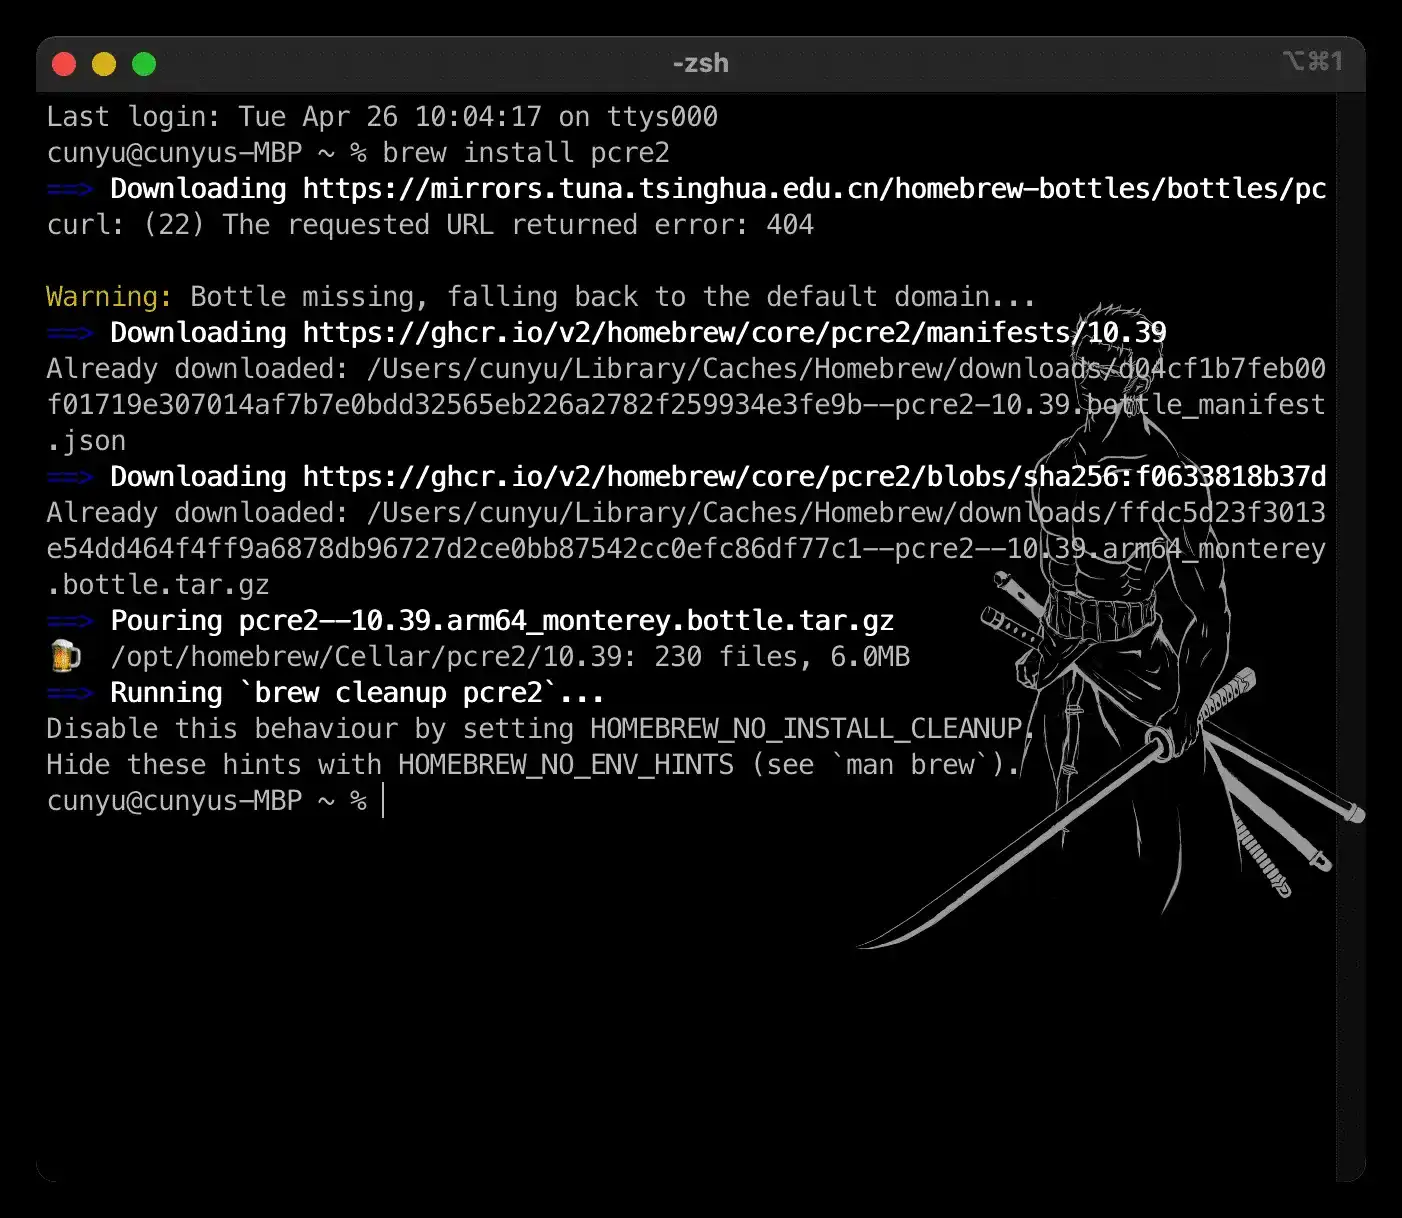 -zsh
⌥⌘1
Last login: Tue Apr 26 10:04:17 on ttys000
cunyu@cunyus-MBP ~ % brew install pcre2
==> Downloading https://mirrors.tuna.tsinghua.edu.cn/homebrew-bottles/bottles/pc
curl: (22) The requested URL returned error: 404
Warning: Bottle missing, falling back to the default domain...
==> Downloading https://ghcr.io/v2/homebrew/core/pcre2/manifests/10.39
Already downloaded: /Users/cunyu/Library/Caches/Homebrew/downloads/d04cf1b7feb00
f01719e307014af7b7e0bdd32565eb226a2782f259934e3fe9b--pcre2-10.39.bottle_manifest
.json
==> Downloading https://ghcr.io/v2/homebrew/core/pcre2/blobs/sha256:f0633818b37d
Already downloaded: /Users/cunyu/Library/Caches/Homebrew/downloads/ffdc5d23f3013
e54dd464f4ff9a6878db96727d2ce0bb87542cc0efc86df77c1--pcre2--10.39.arm64_monterey
.bottle.tar.gz
==> Pouring pcre2--10.39.arm64_monterey.bottle.tar.gz
🍺 /opt/homebrew/Cellar/pcre2/10.39: 230 files, 6.0MB
==> Running `brew cleanup pcre2`...
Disable this behaviour by setting HOMEBREW_NO_INSTALL_CLEANUP.
Hide these hints with HOMEBREW_NO_ENV_HINTS (see `man brew`).
cunyu@cunyus-MBP ~ %